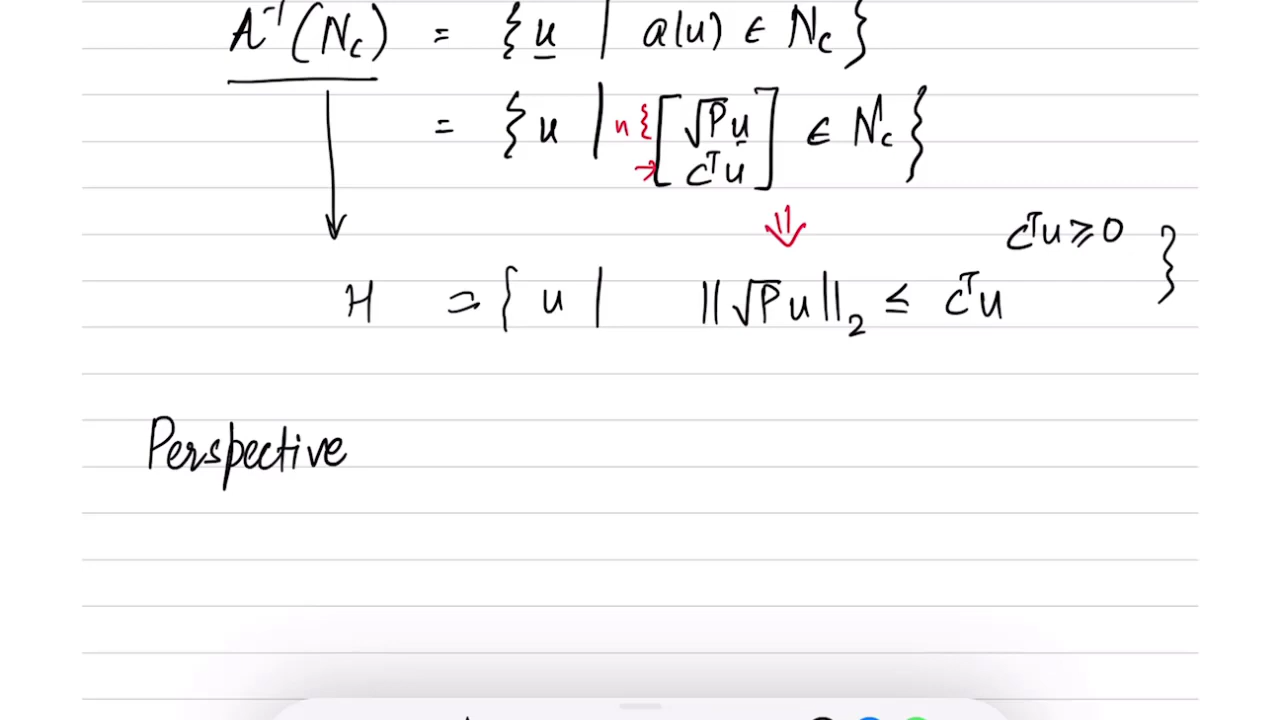 A⁻¹(N_c) = {u | a(u) ∈ N_c}
= {u | n{ [√P u
→ cᵀu] ∈ N_c}
⇓
cᵀu ≥ 0 }
H = {u | ||√P u||₂ ≤ cᵀu
Perspective